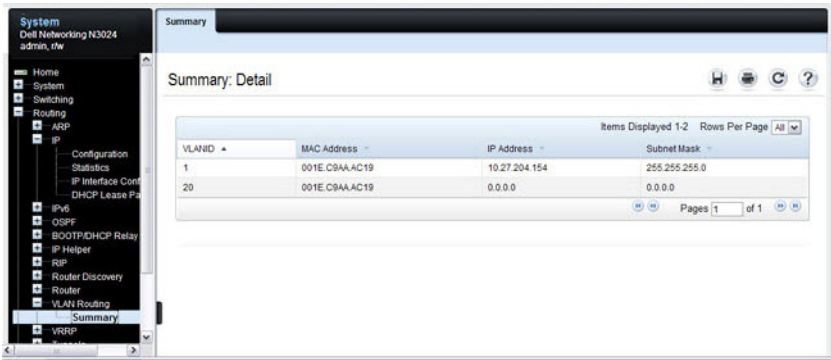 System
Dell Networking N3024
admin, r/w
Home
System
Switching
Routing
ARP
IP
Configuration
Statistics
IP Interface Conf
DHCP Lease Pa
IPv6
OSPF
BOOTP/DHCP Relay
IP Helper
RIP
Router Discovery
Router
VLAN Routing
Summary
VRRP
Tunnels
Summary
Summary: Detail
Items Displayed 1-2 Rows Per Page All
VLANID MAC Address IP Address Subnet Mask
1 001E.C9AA.AC19 10.27.204.154 255.255.255.0
20 001E.C9AA.AC19 0.0.0.0 0.0.0.0
Pages 1 of 1